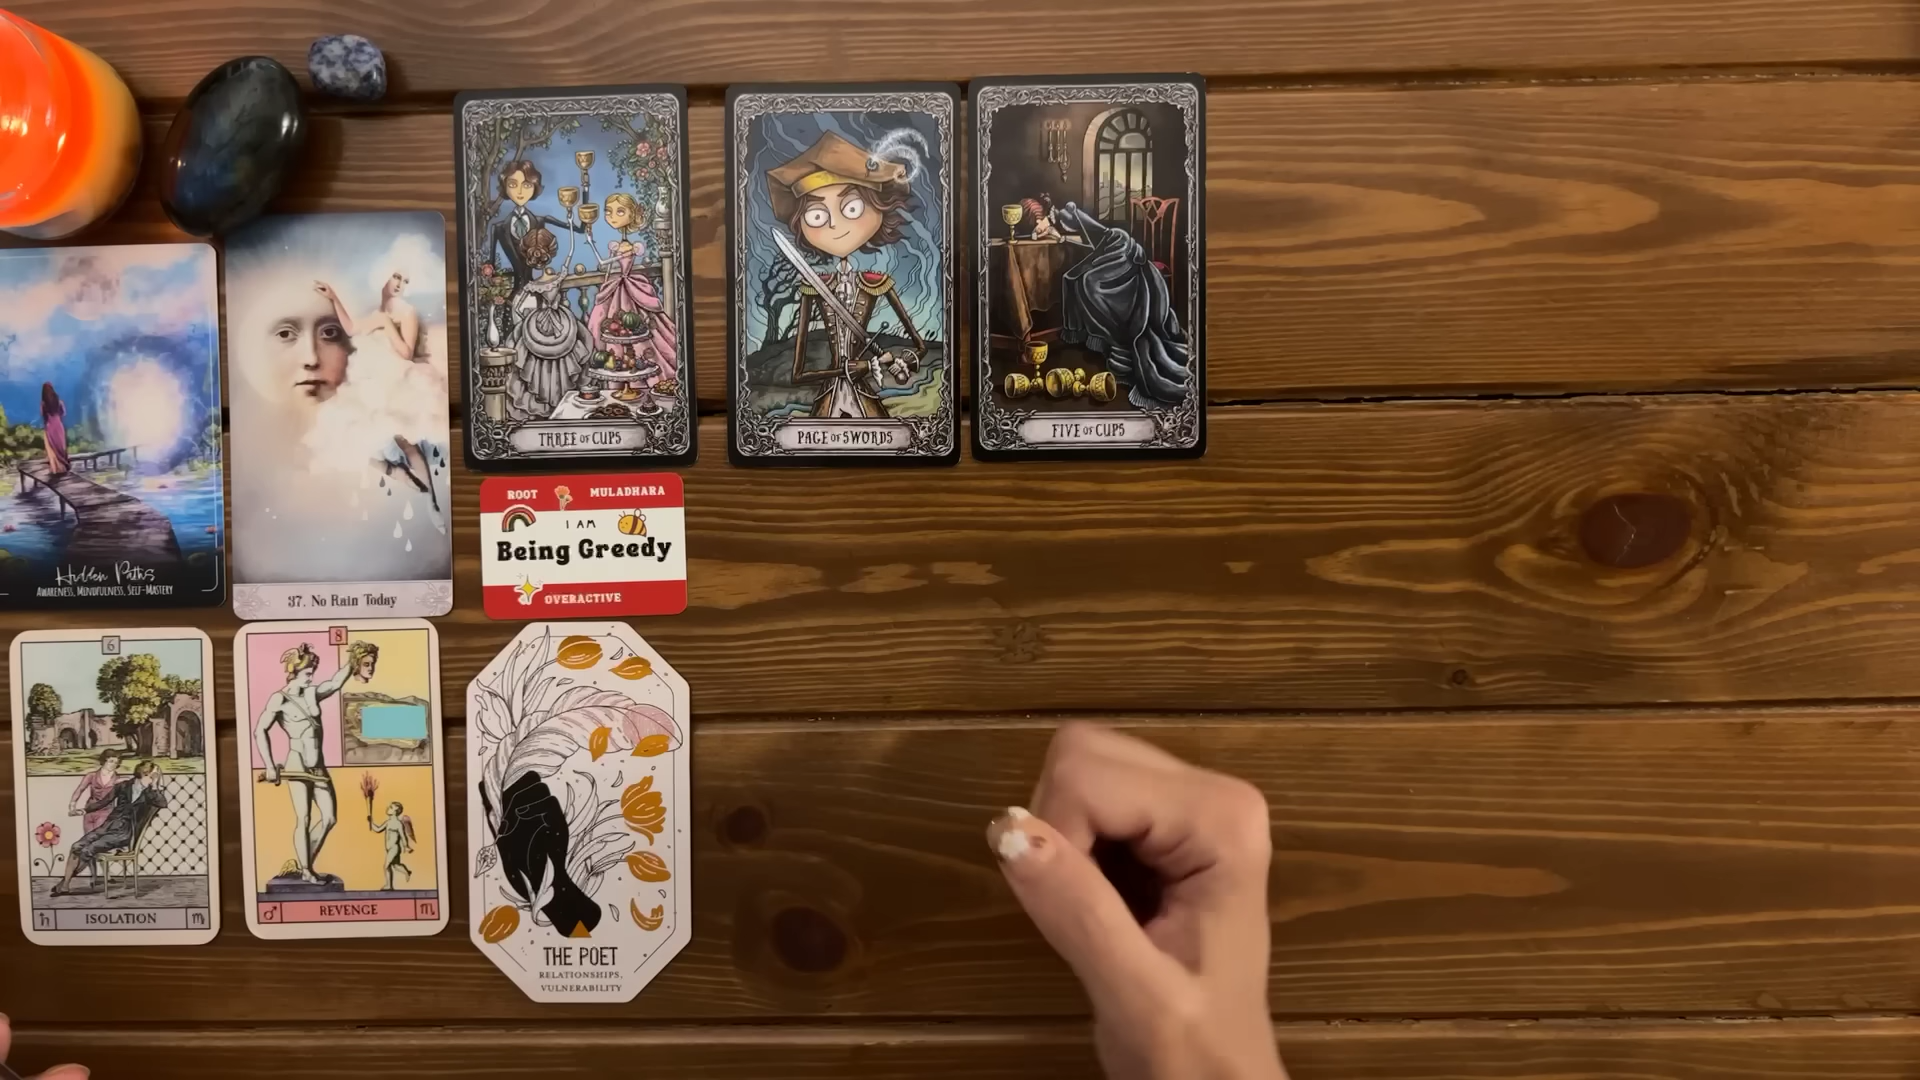 THREE OF CUPS
PAGE OF SWORDS
FIVE OF CUPS
ROOT MULADHARA
I AM
Being Greedy
OVERACTIVE
Hidden Paths
AWARENESS, MINDFULNESS, SELF-MASTERY
37. No Rain Today
6
♄ ISOLATION ♏
8
♂ REVENGE ♏
THE POET
RELATIONSHIPS,
VULNERABILITY